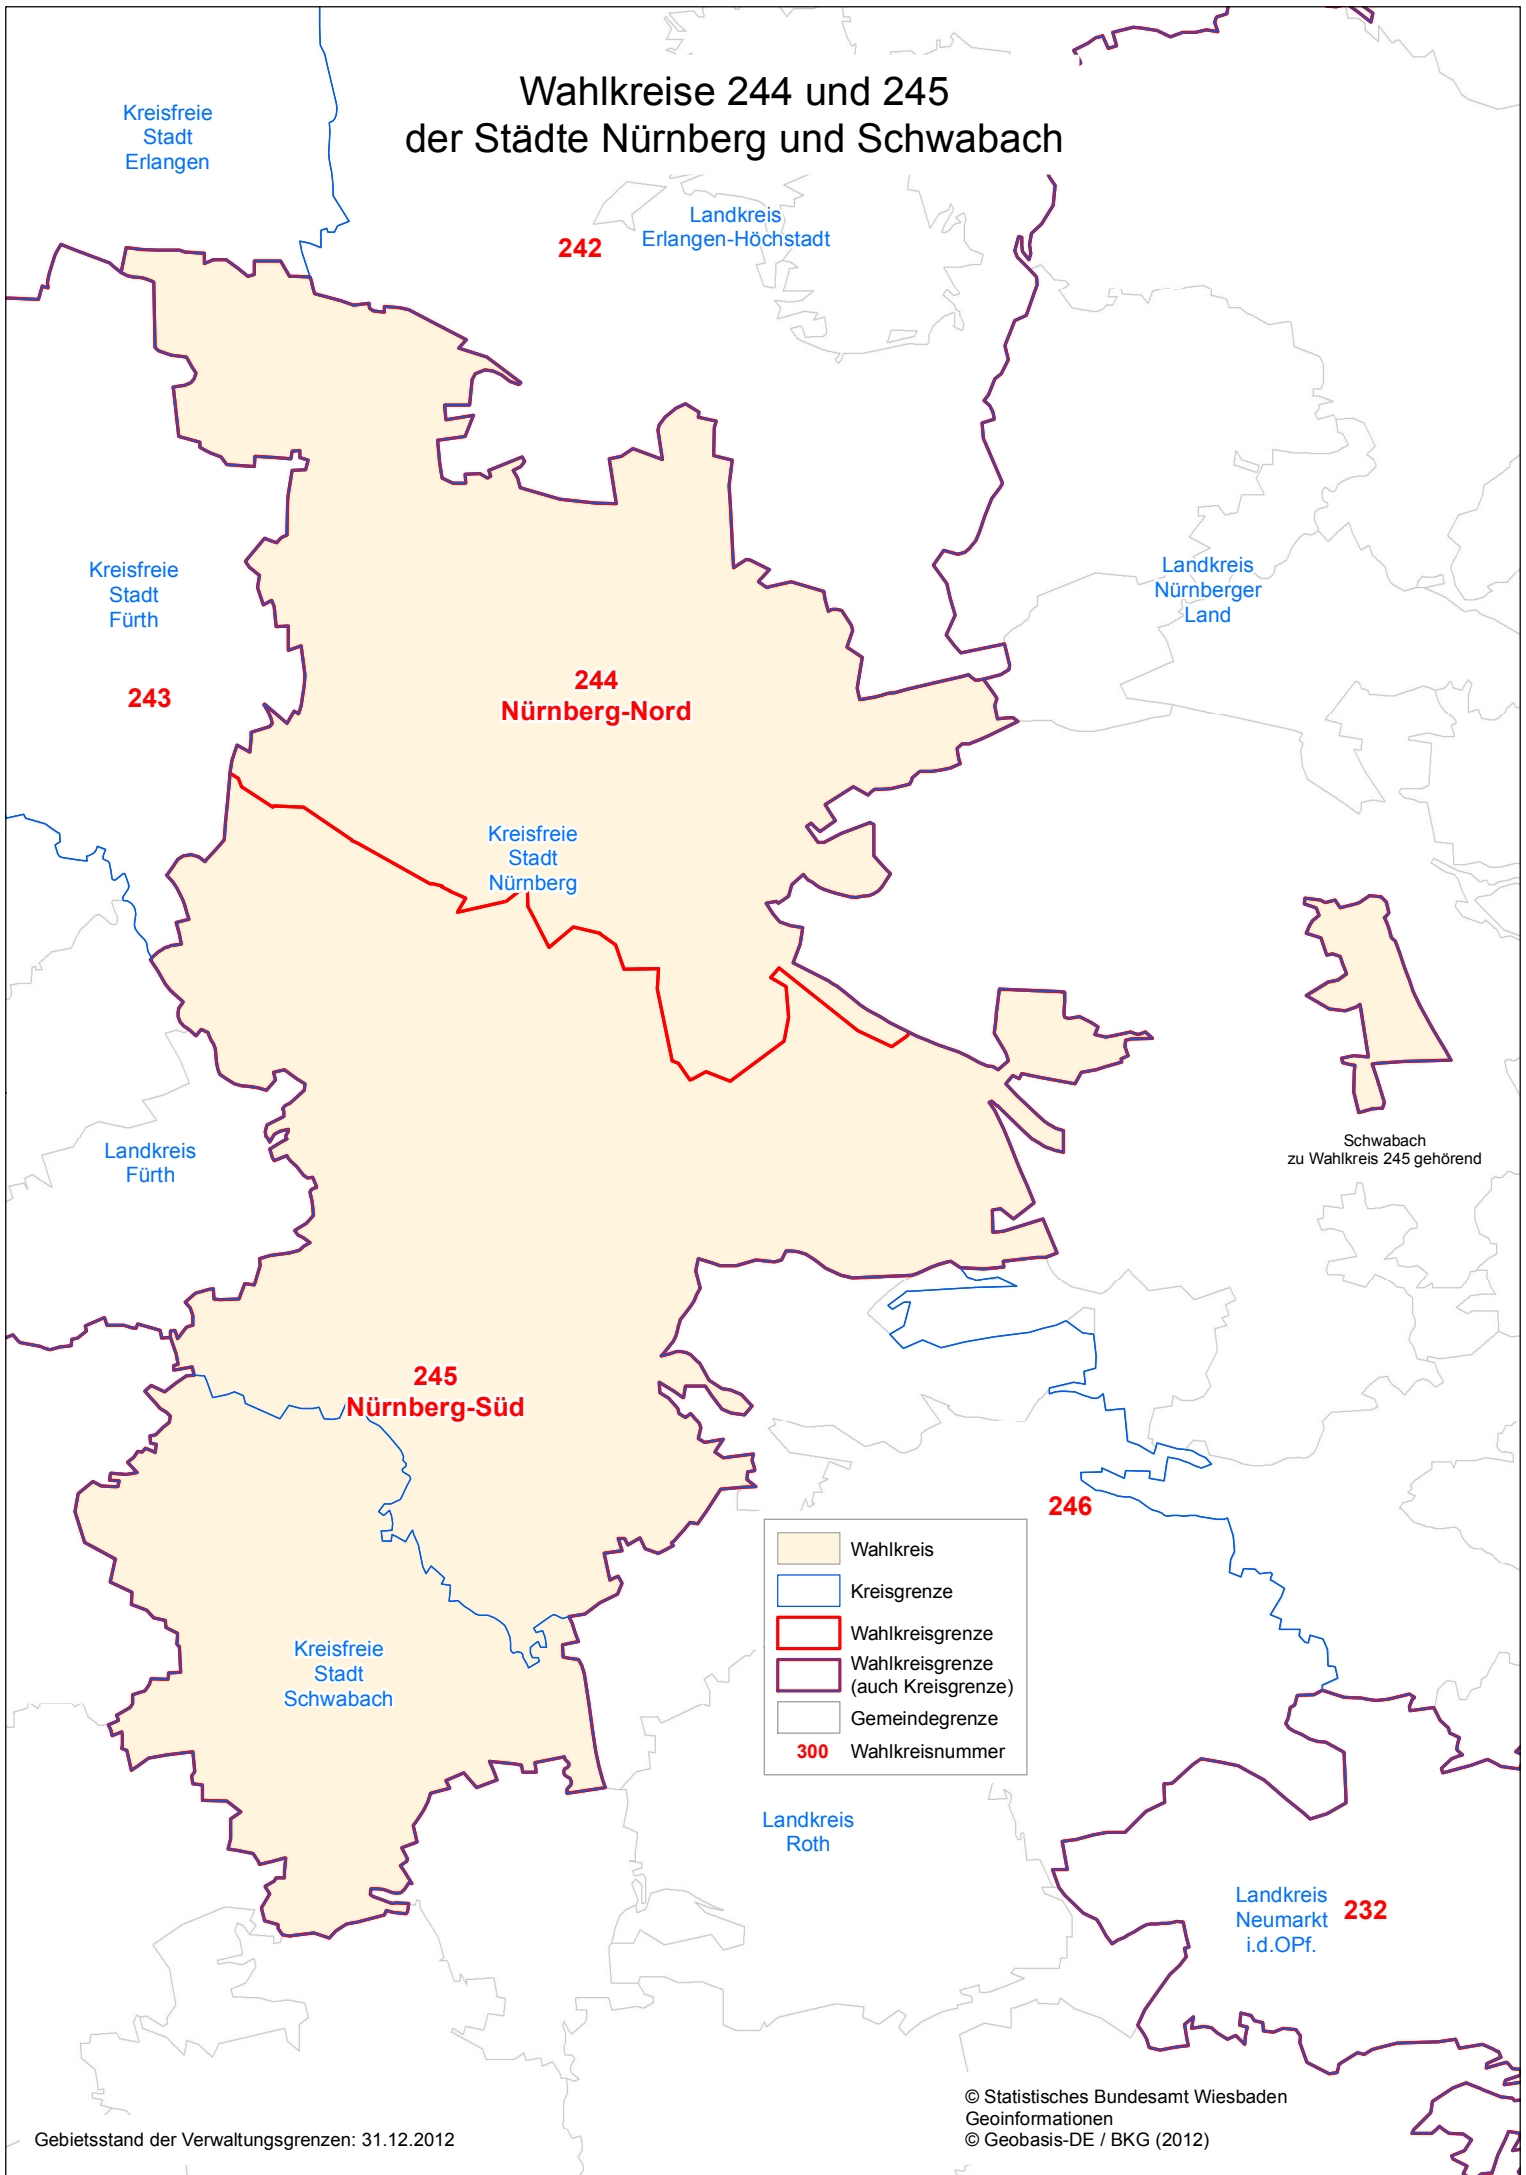 Wahlkreise 244 und 245
der Städte Nürnberg und Schwabach
Kreisfreie
Stadt
Erlangen
Landkreis
Erlangen-Höchstadt
242
Kreisfreie
Stadt
Fürth
243
Landkreis
Nürnberger
Land
244
Nürnberg-Nord
Kreisfreie
Stadt
Nürnberg
Landkreis
Fürth
Schwabach
zu Wahlkreis 245 gehörend
245
Nürnberg-Süd
246
Wahlkreis
Kreisgrenze
Wahlkreisgrenze
Wahlkreisgrenze
(auch Kreisgrenze)
Gemeindegrenze
300 Wahlkreisnummer
Kreisfreie
Stadt
Schwabach
Landkreis
Roth
Landkreis
Neumarkt
i.d.OPf.
232
© Statistisches Bundesamt Wiesbaden
Geoinformationen
© Geobasis-DE / BKG (2012)
Gebietsstand der Verwaltungsgrenzen: 31.12.2012